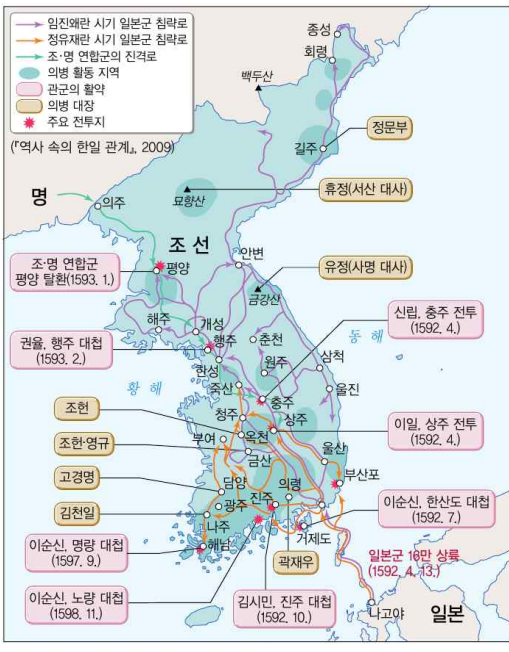 임진왜란 시기 일본군 침략로
정유재란 시기 일본군 침략로
조·명 연합군의 진격로
의병 활동 지역
관군의 활약
의병 대장
주요 전투지
(『역사 속의 한일 관계』, 2009)
종성
회령
백두산
정문부
길주
명
의주
묘향산
휴정(서산 대사)
조선
안변
조·명 연합군
평양 탈환(1593. 1.)
평양
유정(사명 대사)
금강산
신립, 충주 전투
(1592. 4.)
해주
개성
동해
권율, 행주 대첩
(1593. 2.)
행주
춘천
한성
원주
삼척
황해
죽산
울진
충주
조헌
청주
상주
이일, 상주 전투
(1592. 4.)
부여
옥천
조헌·영규
금산
울산
고경명
담양
의령
부산포
김천일
광주
진주
나주
이순신, 한산도 대첩
(1592. 7.)
거제도
이순신, 명량 대첩
(1597. 9.)
해남
곽재우
일본군 16만 상륙
(1592. 4. 13.)
이순신, 노량 대첩
(1598. 11.)
김시민, 진주 대첩
(1592. 10.)
나고야
일본